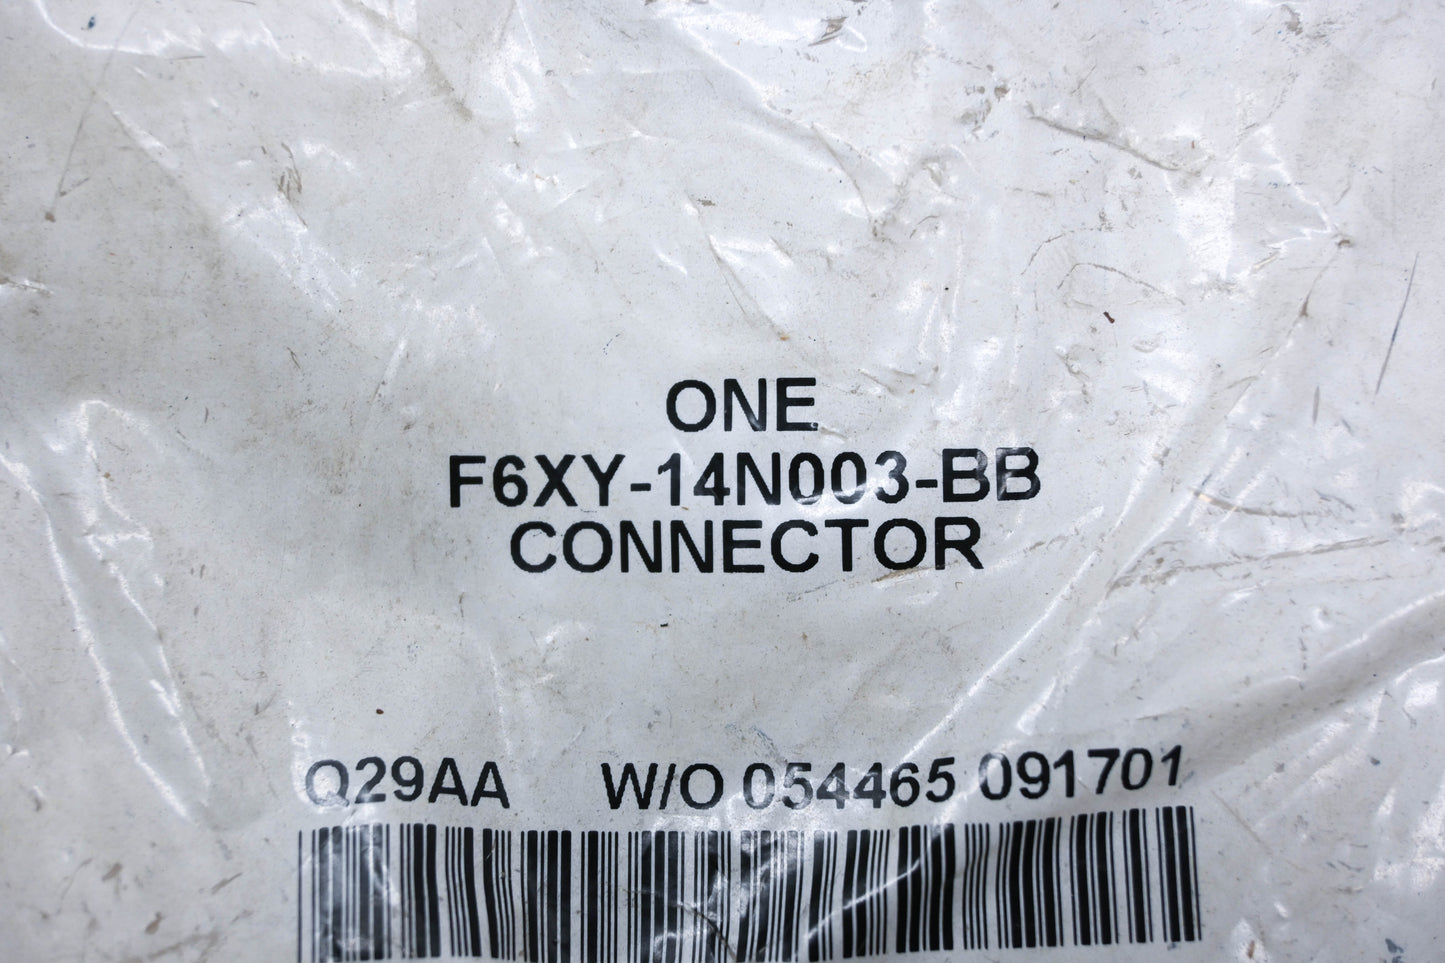 ONE
F6XY-14N003-BB
CONNECTOR
Q29AA W/O 054465 091701